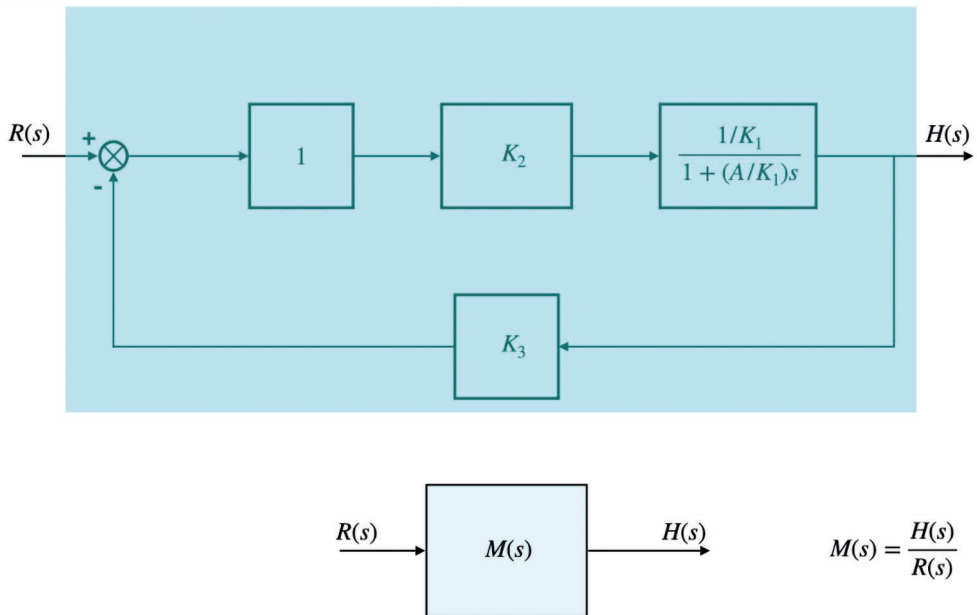 R(s) + - 1 K₂ (1/K₁)/(1 + (A/K₁)s) H(s)
K₃
R(s) M(s) H(s) M(s) = H(s)/R(s)